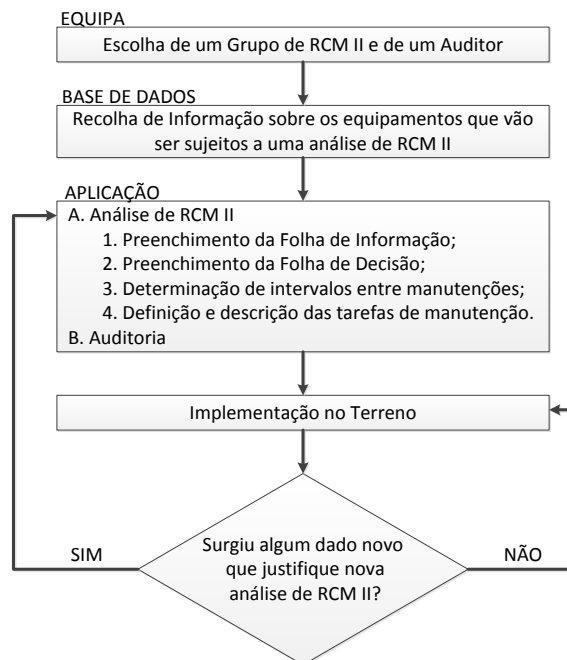 EQUIPA
Escolha de um Grupo de RCM II e de um Auditor
BASE DE DADOS
Recolha de Informação sobre os equipamentos que vão
ser sujeitos a uma análise de RCM II
APLICAÇÃO
A. Análise de RCM II
1. Preenchimento da Folha de Informação;
2. Preenchimento da Folha de Decisão;
3. Determinação de intervalos entre manutenções;
4. Definição e descrição das tarefas de manutenção.
B. Auditoria
Implementação no Terreno
SIM
Surgiu algum dado novo
que justifique nova
análise de RCM II?
NÃO